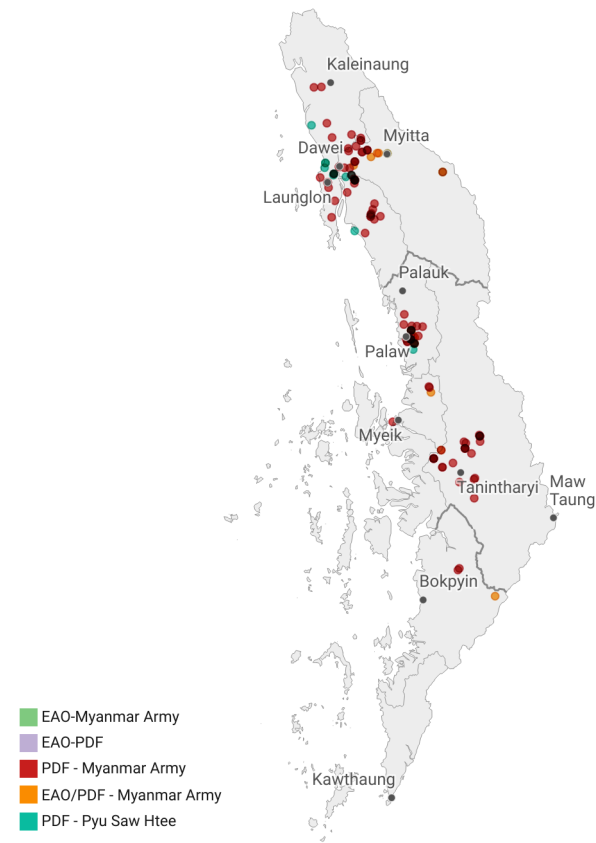 Kaleinaung
Myitta
Dawei
Launglon
Palauk
Palaw
Myeik
Tanintharyi
Maw
Taung
Bokpyin
Kawthaung
EAO-Myanmar Army
EAO-PDF
PDF - Myanmar Army
EAO/PDF - Myanmar Army
PDF - Pyu Saw Htee